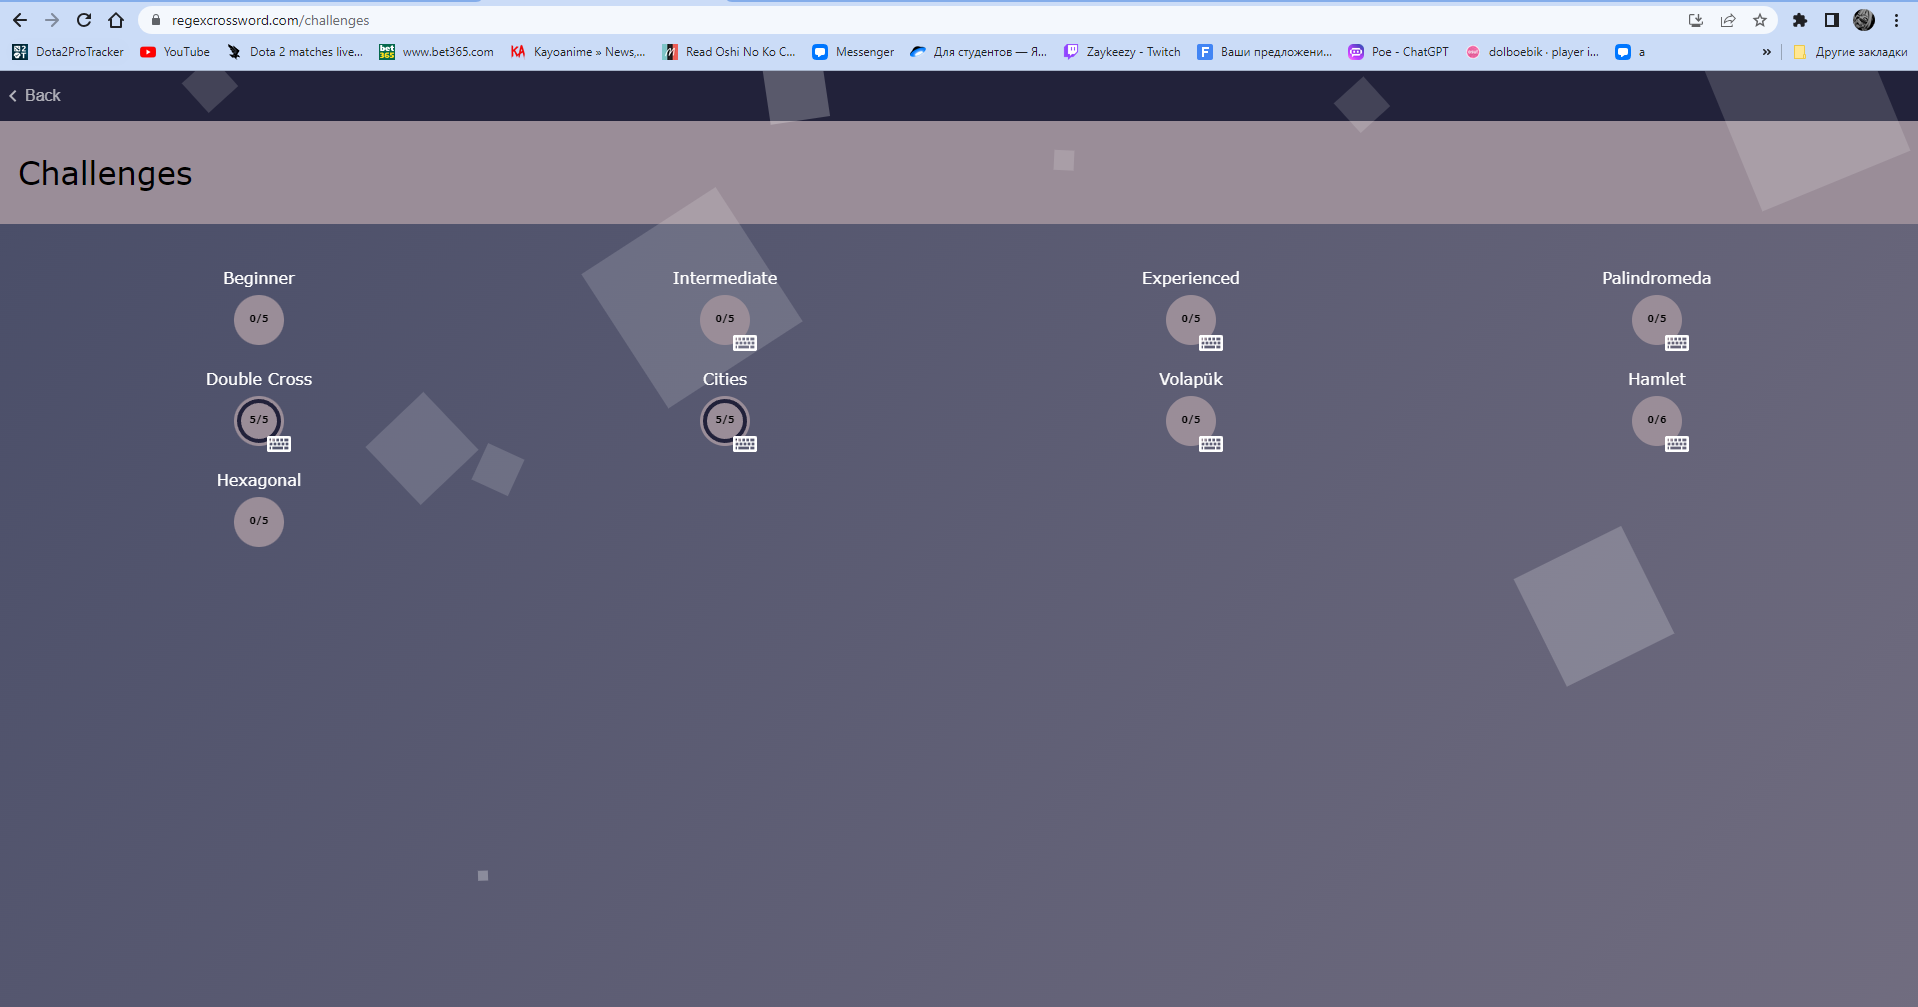 regexcrossword.com/challenges
Dota2ProTracker YouTube Dota 2 matches live... bet365 www.bet365.com KA Kayoanime » News,... Read Oshi No Ko C... Messenger Для студентов — Я... Zaykeezy - Twitch F Ваши предложени... Poe - ChatGPT dolboebik · player i... a » Другие закладки
Back
Challenges
Beginner Intermediate Experienced Palindromeda
0/5 0/5 0/5 0/5
Double Cross Cities Volapük Hamlet
5/5 5/5 0/5 0/6
Hexagonal
0/5